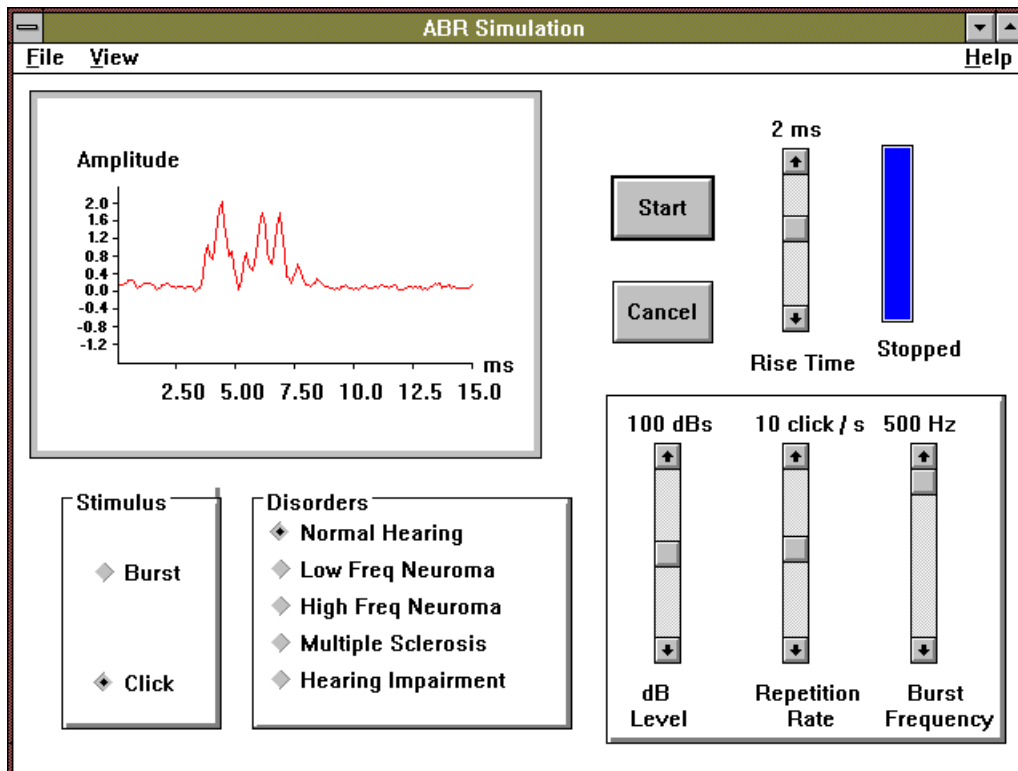 ABR Simulation
File View Help
Amplitude
2.0
1.6
1.2
0.8
0.4
0.0
-0.4
-0.8
-1.2
ms
2.50 5.00 7.50 10.0 12.5 15.0
Start
Cancel
2 ms
Rise Time
Stopped
Stimulus
Burst
Click
Disorders
Normal Hearing
Low Freq Neuroma
High Freq Neuroma
Multiple Sclerosis
Hearing Impairment
100 dBs 10 click / s 500 Hz
dB Level
Repetition Rate
Burst Frequency